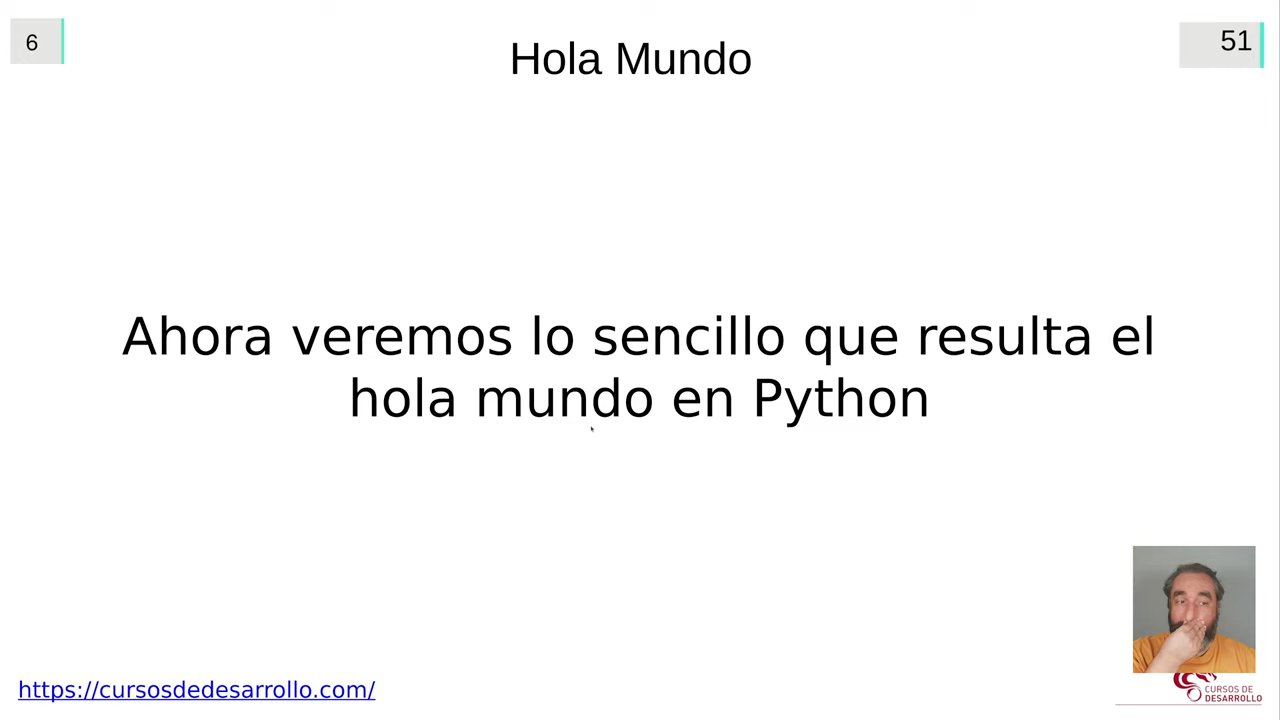 6
Hola Mundo
51
Ahora veremos lo sencillo que resulta el
hola mundo en Python
https://cursosdedesarrollo.com/
CURSOS DE
DESARROLLO